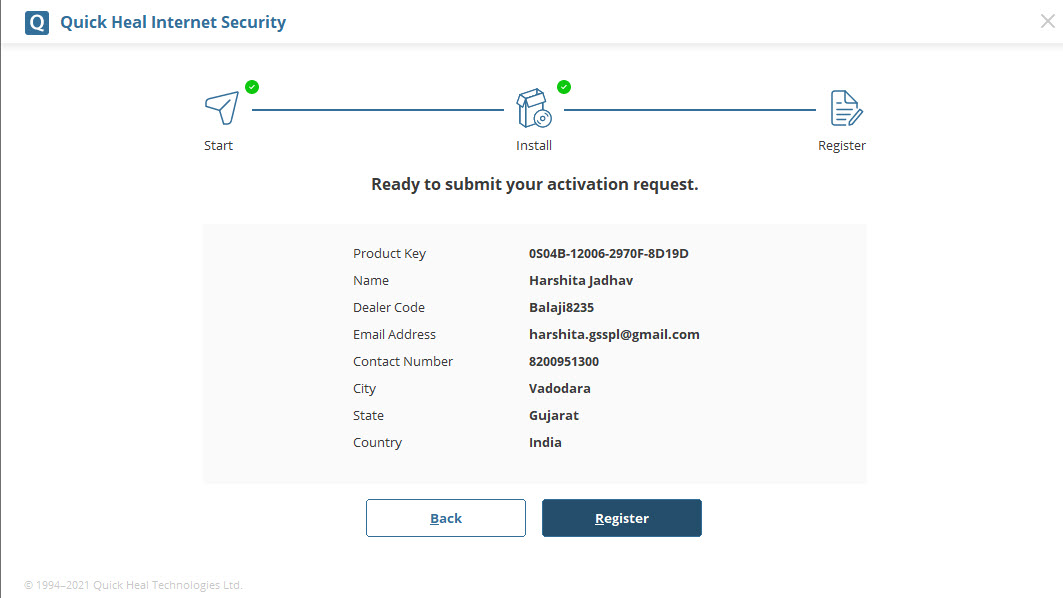 Quick Heal Internet Security
Start
Install
Register
Ready to submit your activation request.
Product Key 0S04B-12006-2970F-8D19D
Name Harshita Jadhav
Dealer Code Balaji8235
Email Address harshita.gsspl@gmail.com
Contact Number 8200951300
City Vadodara
State Gujarat
Country India
Back
Register
© 1994–2021 Quick Heal Technologies Ltd.